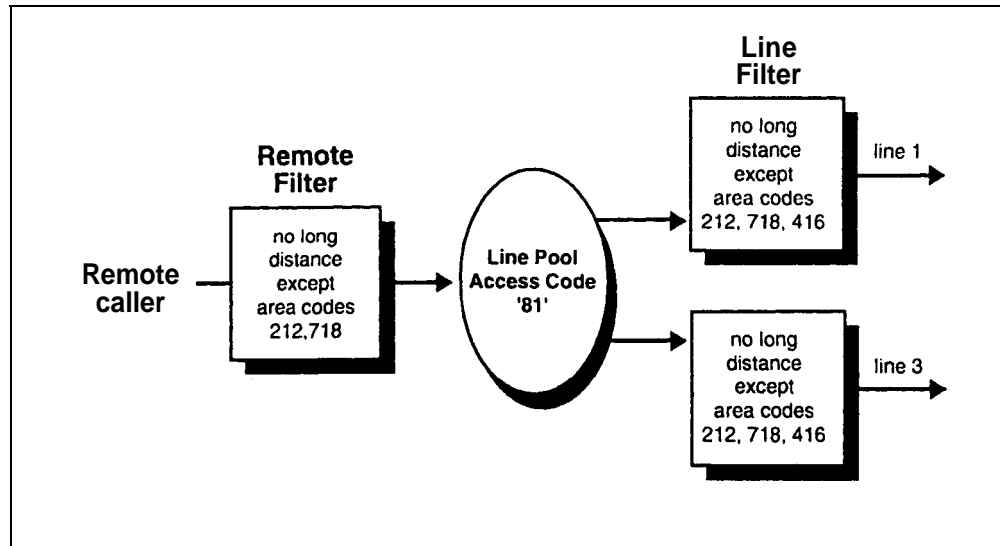 Remote
caller
Remote
Filter
no long
distance
except
area codes
212,718
Line Pool
Access Code
'81'
Line
Filter
no long
distance
except
area codes
212, 718, 416
line 1
no long
distance
except
area codes
212, 718, 416
line 3